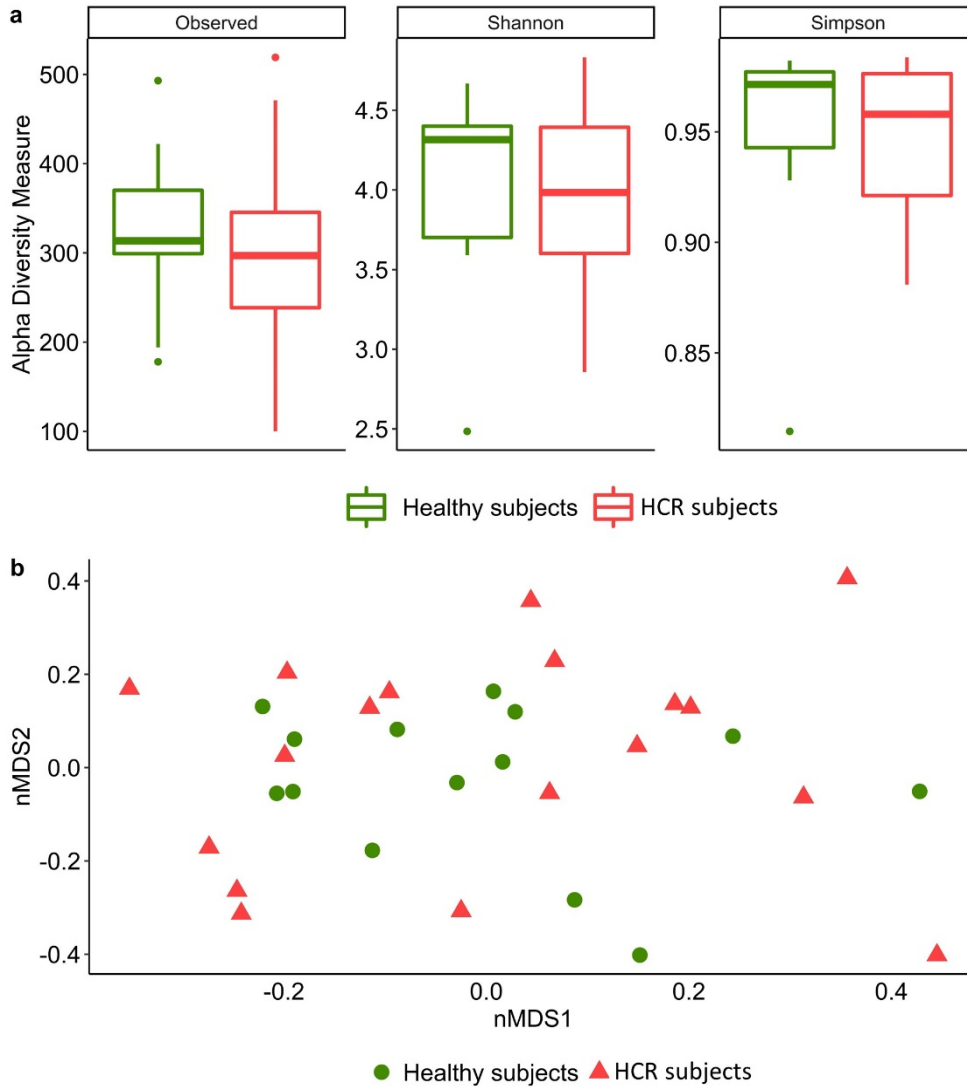 a
Observed Shannon Simpson
Alpha Diversity Measure
500
400
300
200
100
4.5
4.0
3.5
3.0
2.5
0.95
0.90
0.85
Healthy subjects HCR subjects
b
nMDS2
0.4
0.2
0.0
-0.2
-0.4
-0.2 0.0 0.2 0.4
nMDS1
Healthy subjects HCR subjects